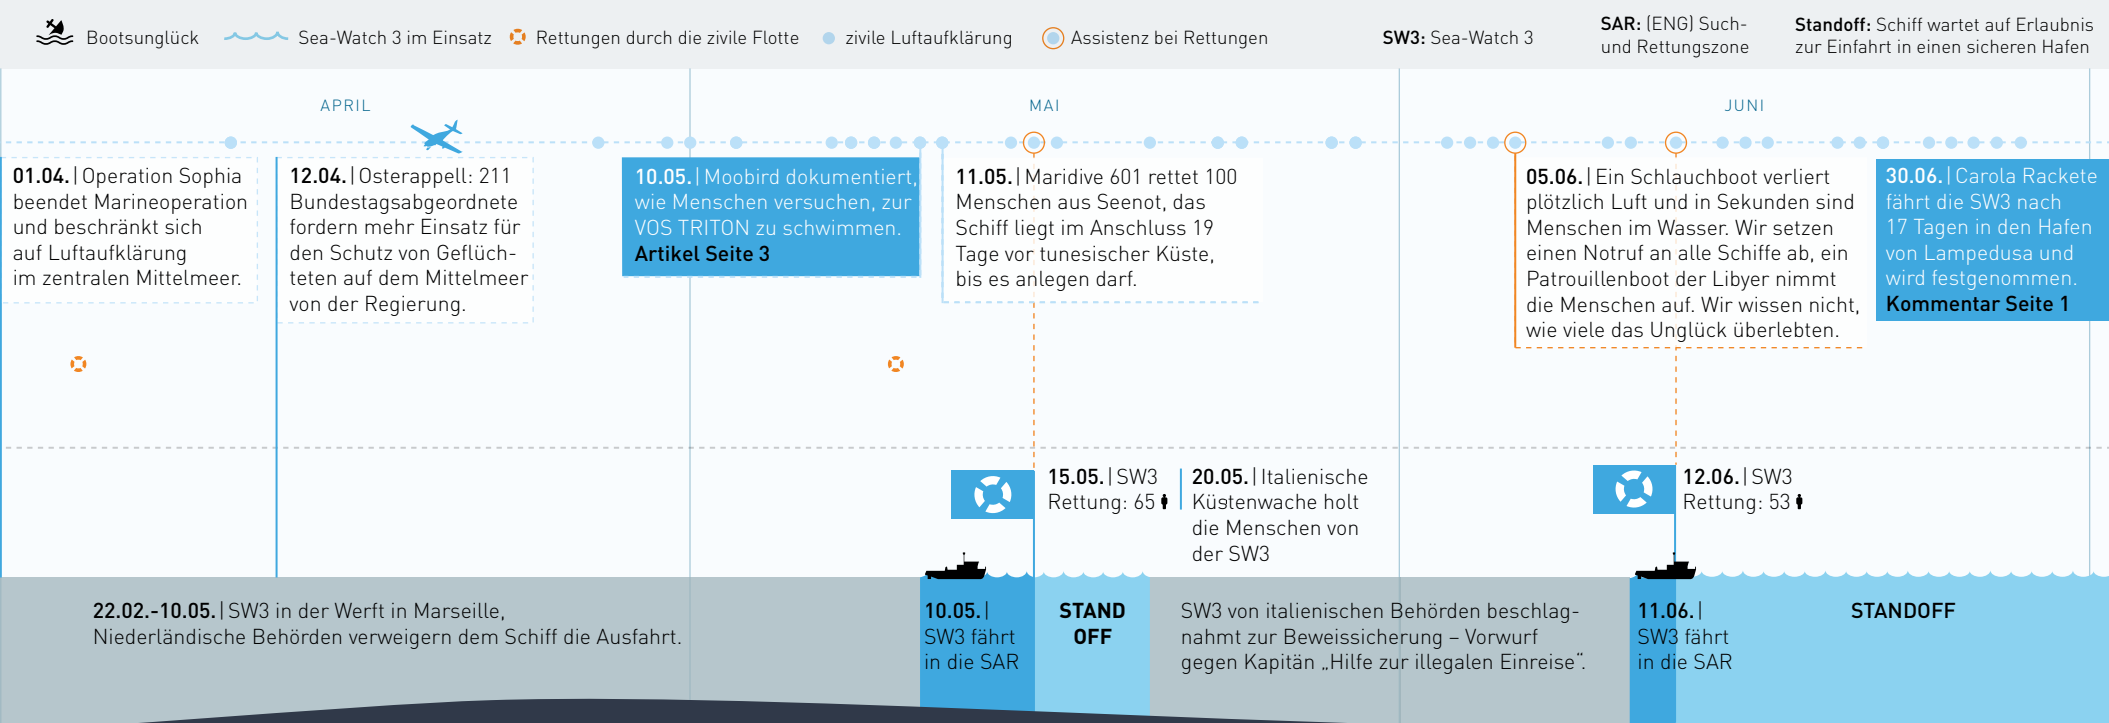 Bootsunglück
Sea-Watch 3 im Einsatz
Rettungen durch die zivile Flotte
zivile Luftaufklärung
Assistenz bei Rettungen
SW3: Sea-Watch 3
SAR: (ENG) Such-
und Rettungszone
Standoff: Schiff wartet auf Erlaubnis
zur Einfahrt in einen sicheren Hafen
APRIL
MAI
JUNI
01.04.|Operation Sophia
beendet Marineoperation
und beschränkt sich
auf Luftaufklärung
im zentralen Mittelmeer.
12.04.|Osterappell: 211
Bundestagsabgeordnete
fordern mehr Einsatz für
den Schutz von Geflüch-
teten auf dem Mittelmeer
von der Regierung.
10.05.|Moobird dokumentiert,
wie Menschen versuchen, zur
VOS TRITON zu schwimmen.
Artikel Seite 3
11.05.|Maridive 601 rettet 100
Menschen aus Seenot, das
Schiff liegt im Anschluss 19
Tage vor tunesischer Küste,
bis es anlegen darf.
05.06.|Ein Schlauchboot verliert
plötzlich Luft und in Sekunden sind
Menschen im Wasser. Wir setzen
einen Notruf an alle Schiffe ab, ein
Patrouillenboot der Libyer nimmt
die Menschen auf. Wir wissen nicht,
wie viele das Unglück überlebten.
30.06.|Carola Rackete
fährt die SW3 nach
17 Tagen in den Hafen
von Lampedusa und
wird festgenommen.
Kommentar Seite 1
15.05.|SW3
Rettung: 65
20.05.|Italienische
Küstenwache holt
die Menschen von
der SW3
12.06.|SW3
Rettung: 53
22.02.-10.05.|SW3 in der Werft in Marseille,
Niederländische Behörden verweigern dem Schiff die Ausfahrt.
10.05.|
SW3 fährt
in die SAR
STAND
OFF
SW3 von italienischen Behörden beschlag-
nahmt zur Beweissicherung – Vorwurf
gegen Kapitän „Hilfe zur illegalen Einreise“.
11.06.|
SW3 fährt
in die SAR
STANDOFF